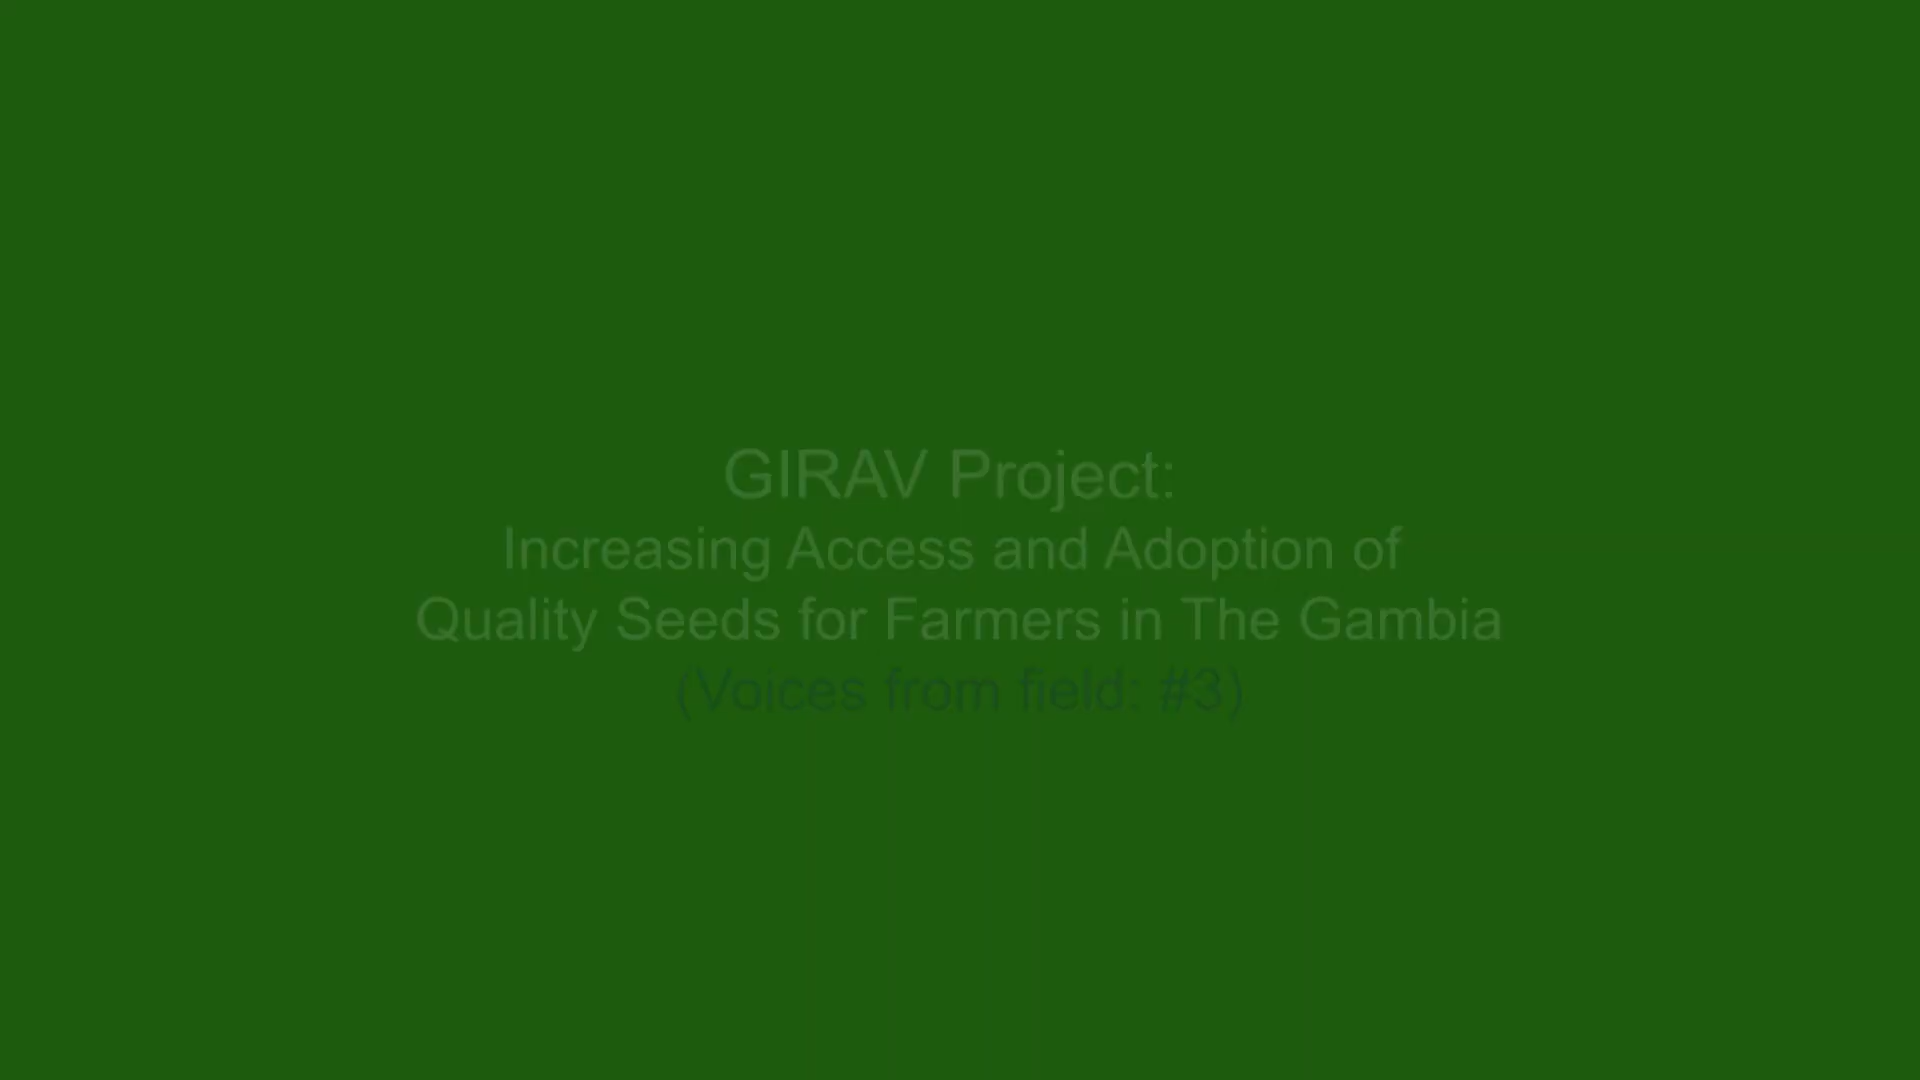 GIRAV Project:
Increasing Access and Adoption of
Quality Seeds for Farmers in The Gambia
(Voices from field: #3)